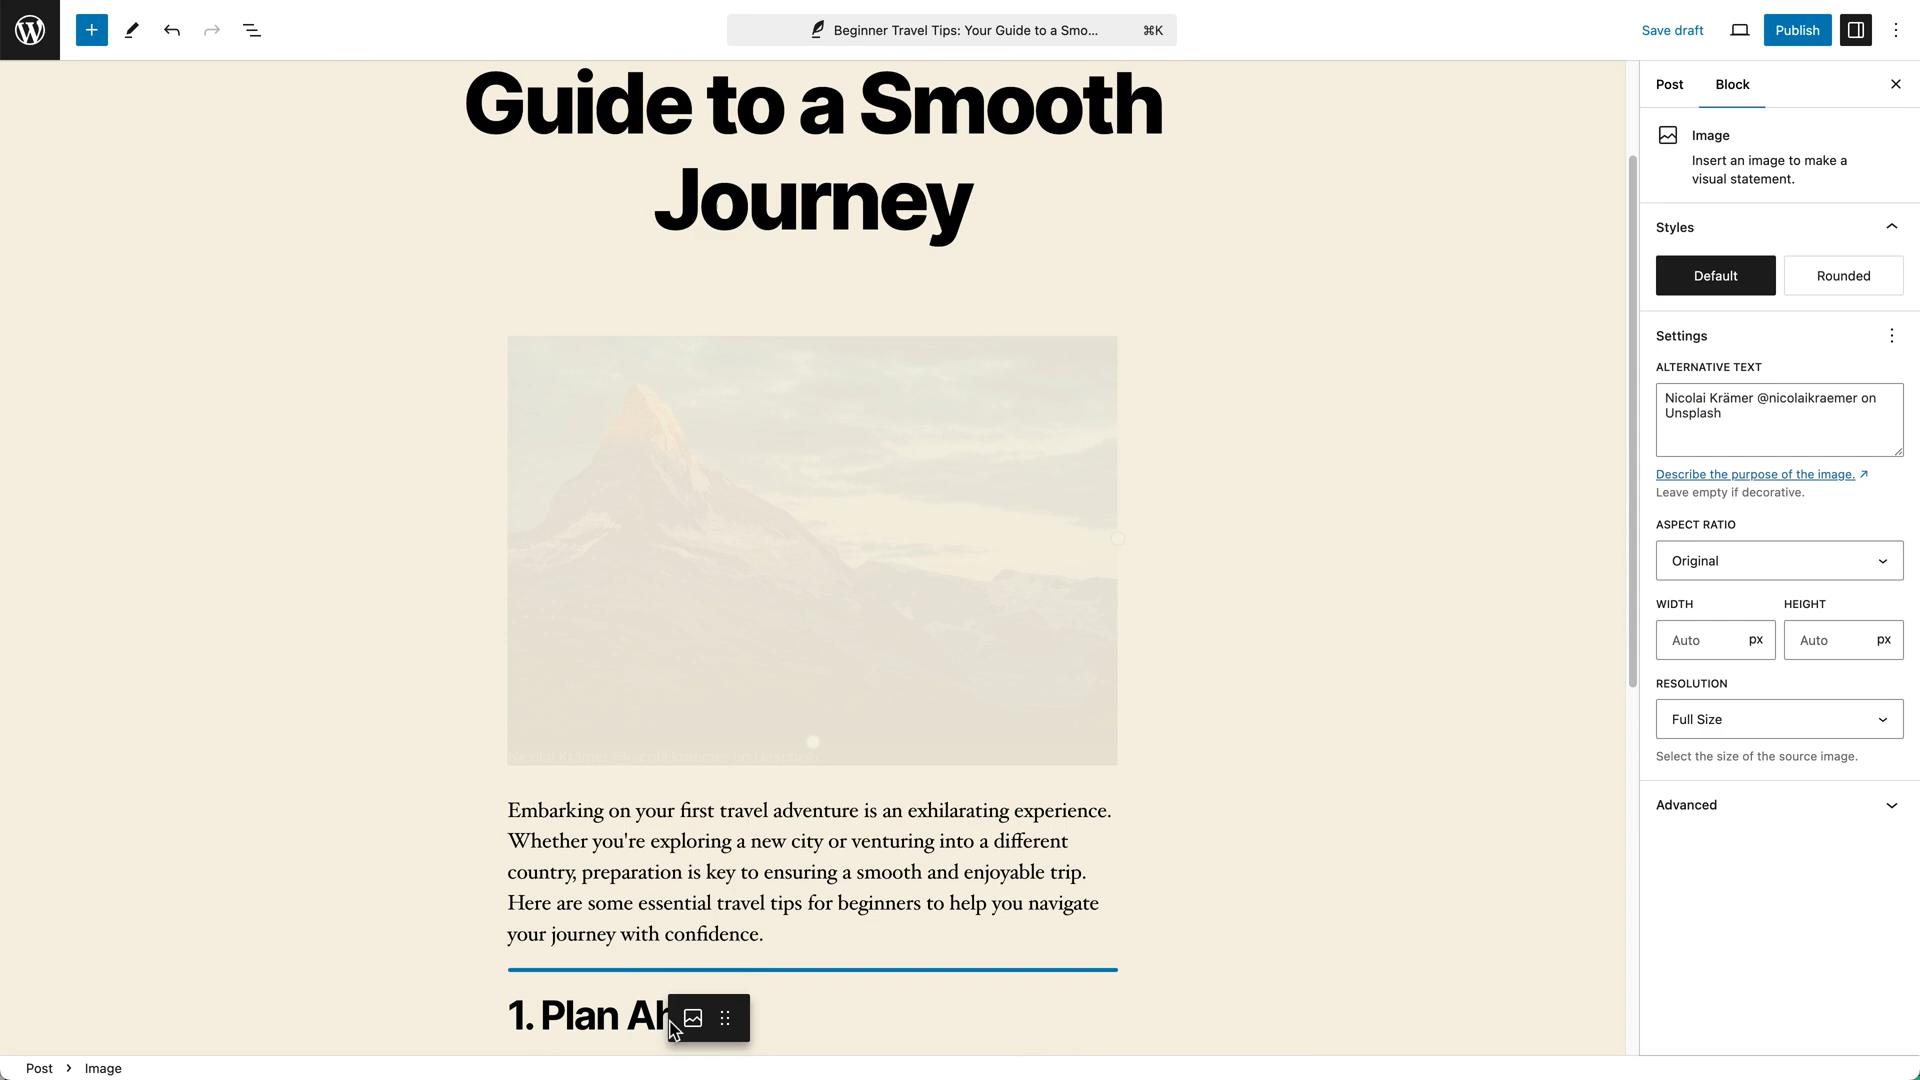 Beginner Travel Tips: Your Guide to a Smo... ⌘K
Save draft
Publish
Guide to a Smooth
Journey
Embarking on your first travel adventure is an exhilarating experience.
Whether you're exploring a new city or venturing into a different
country, preparation is key to ensuring a smooth and enjoyable trip.
Here are some essential travel tips for beginners to help you navigate
your journey with confidence.
1. Plan Ah
Post Block
Image
Insert an image to make a
visual statement.
Styles
Default Rounded
Settings
ALTERNATIVE TEXT
Nicolai Krämer @nicolaikraemer on
Unsplash
Describe the purpose of the image. ↗
Leave empty if decorative.
ASPECT RATIO
Original
WIDTH HEIGHT
Auto px Auto px
RESOLUTION
Full Size
Select the size of the source image.
Advanced
Post › Image